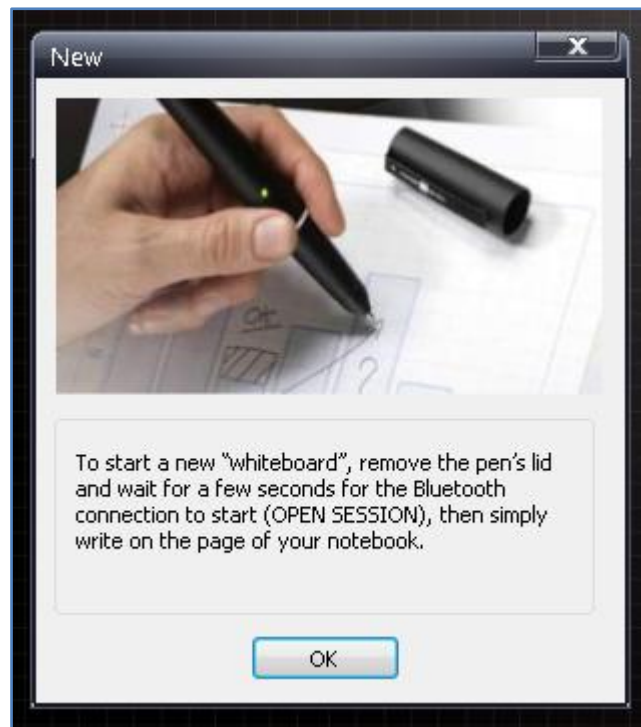 New
X
OK
?
To start a new “whiteboard”, remove the pen’s lid
and wait for a few seconds for the Bluetooth
connection to start (OPEN SESSION), then simply
write on the page of your notebook.
OK